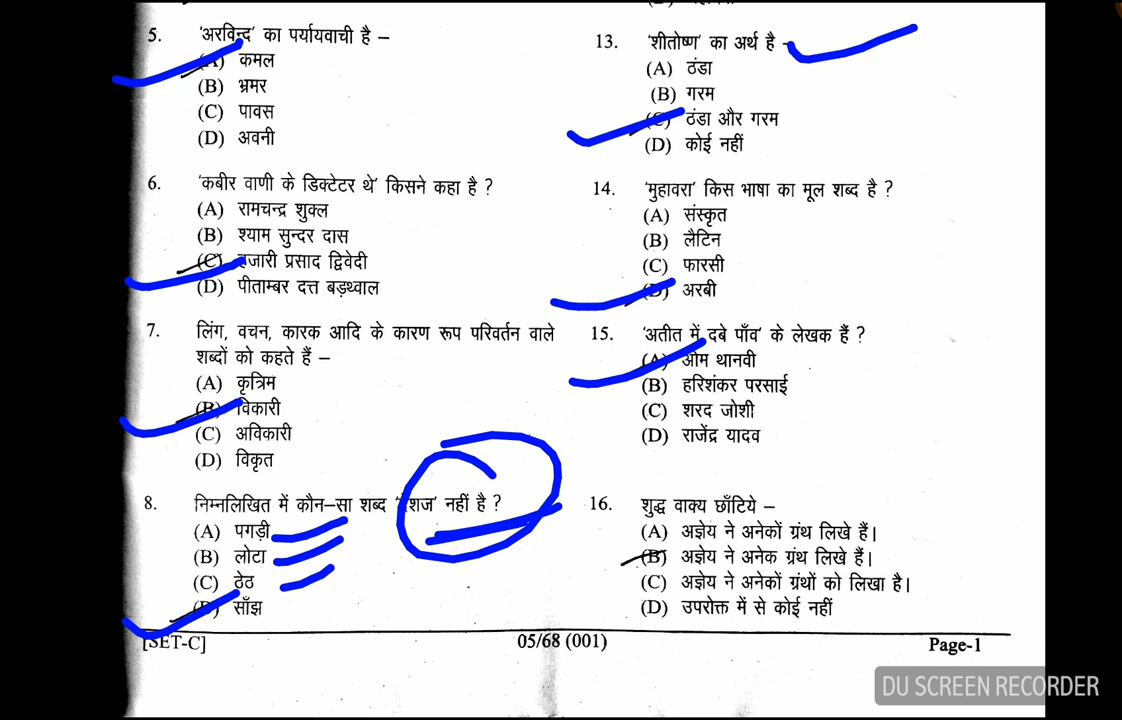 5. 'अरविन्द' का पर्यायवाची है –
(A) कमल
(B) भ्रमर
(C) पावस
(D) अवनी
6. 'कबीर वाणी के डिक्टेटर थे' किसने कहा है ?
(A) रामचन्द्र शुक्ल
(B) श्याम सुन्दर दास
(C) हजारी प्रसाद द्विवेदी
(D) पीताम्बर दत्त बड़थ्वाल
7. लिंग, वचन, कारक आदि के कारण रूप परिवर्तन वाले
शब्दों को कहते हैं –
(A) कृत्रिम
(B) विकारी
(C) अविकारी
(D) विकृत
8. निम्नलिखित में कौन–सा शब्द नहीं है ?
(A) पगड़ी
(B) लोटा
(C) ठेठ
(D) साँझ
13. 'शीतोष्ण' का अर्थ है –
(A) ठंडा
(B) गरम
(C) ठंडा और गरम
(D) कोई नहीं
14. 'मुहावरा' किस भाषा का मूल शब्द है ?
(A) संस्कृत
(B) लैटिन
(C) फारसी
(D) अरबी
15. 'अतीत में दबे पाँव' के लेखक हैं ?
(A) ओम थानवी
(B) हरिशंकर परसाई
(C) शरद जोशी
(D) राजेंद्र यादव
16. शुद्ध वाक्य छाँटिये –
(A) अज्ञेय ने अनेकों ग्रंथ लिखे हैं।
(B) अज्ञेय ने अनेक ग्रंथ लिखे हैं।
(C) अज्ञेय ने अनेकों ग्रंथों को लिखा है।
(D) उपरोक्त में से कोई नहीं
[SET-C] 05/68 (001) Page-1
DU SCREEN RECORDER